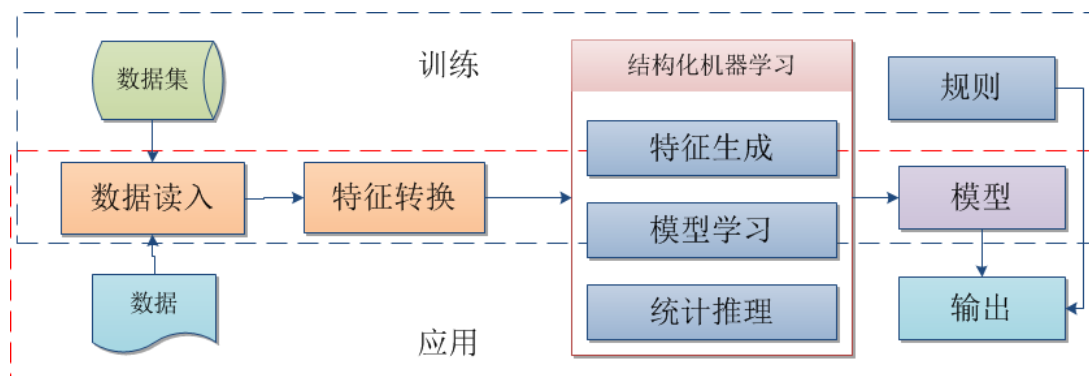 训练
数据集
结构化机器学习
规则
特征生成
数据读入
特征转换
模型
模型学习
数据
统计推理
输出
应用